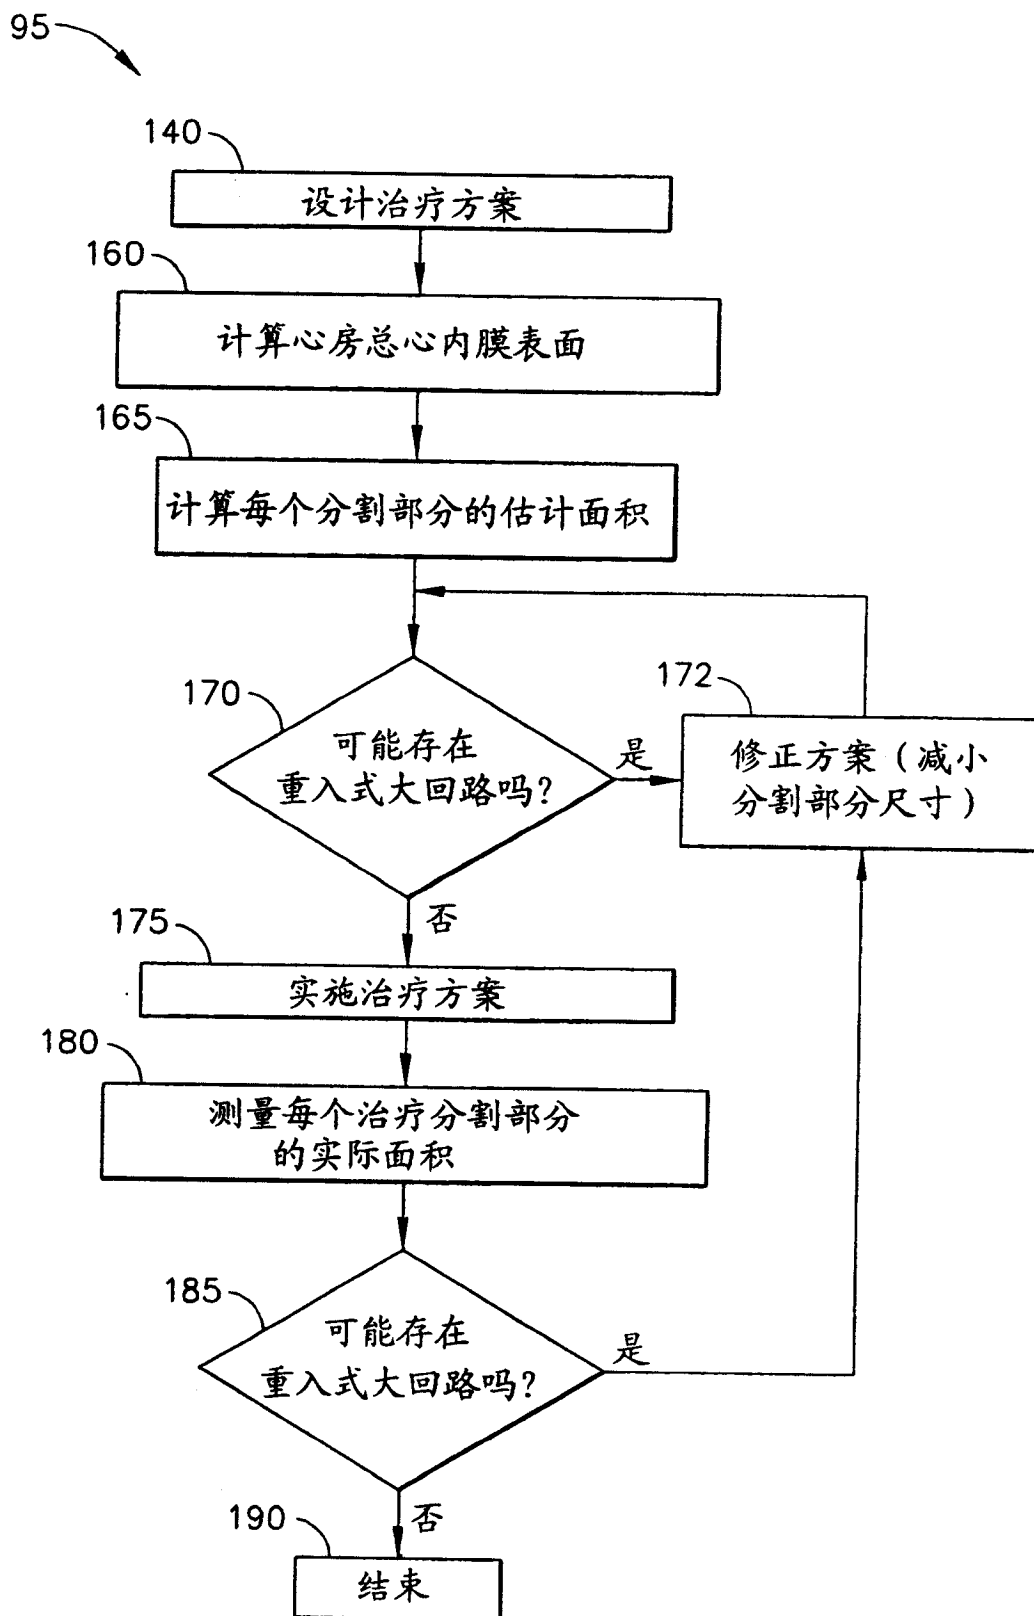 95
140
设计治疗方案
160
计算心房总心内膜表面
165
计算每个分割部分的估计面积
170
可能存在
重入式大回路吗?
是
172
修正方案(减小
分割部分尺寸)
否
175
实施治疗方案
180
测量每个治疗分割部分
的实际面积
185
可能存在
重入式大回路吗?
是
否
190
结束